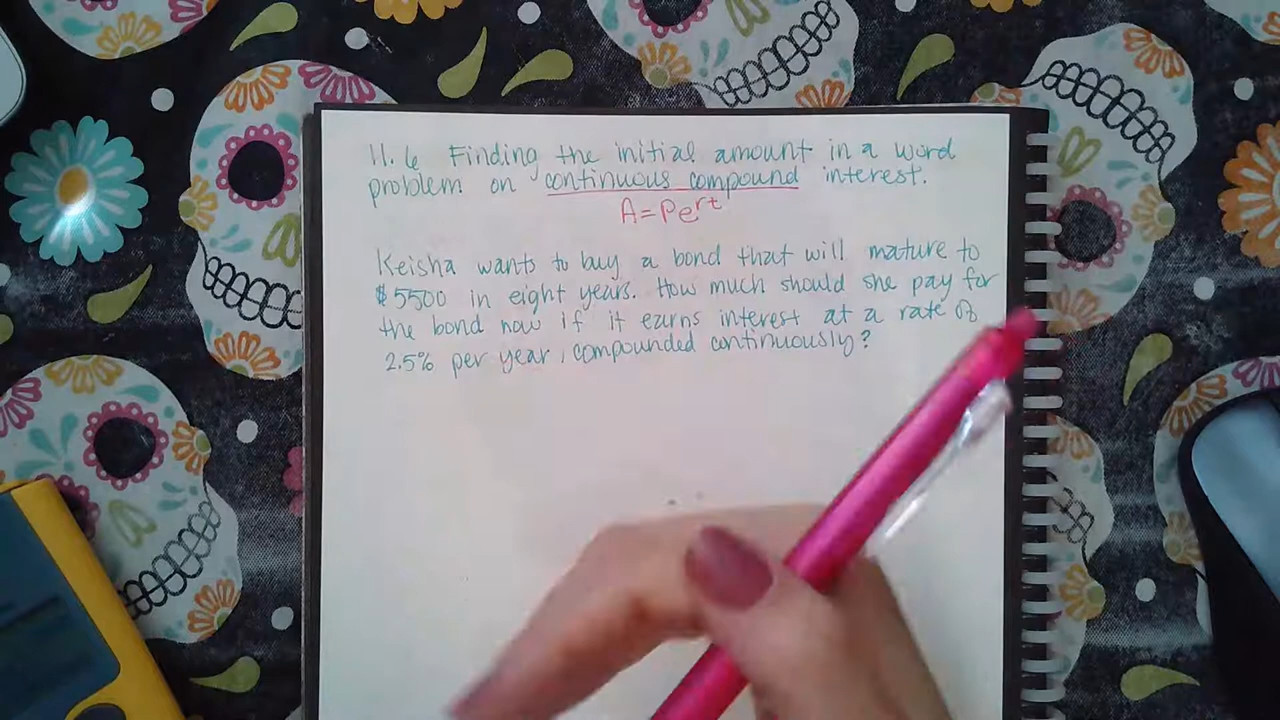 11.6 Finding the initial amount in a word
problem on continuous compound interest.
A=Pe^rt
Keisha wants to buy a bond that will mature to
$5500 in eight years. How much should she pay for
the bond now if it earns interest at a rate of
2.5% per year, compounded continuously?